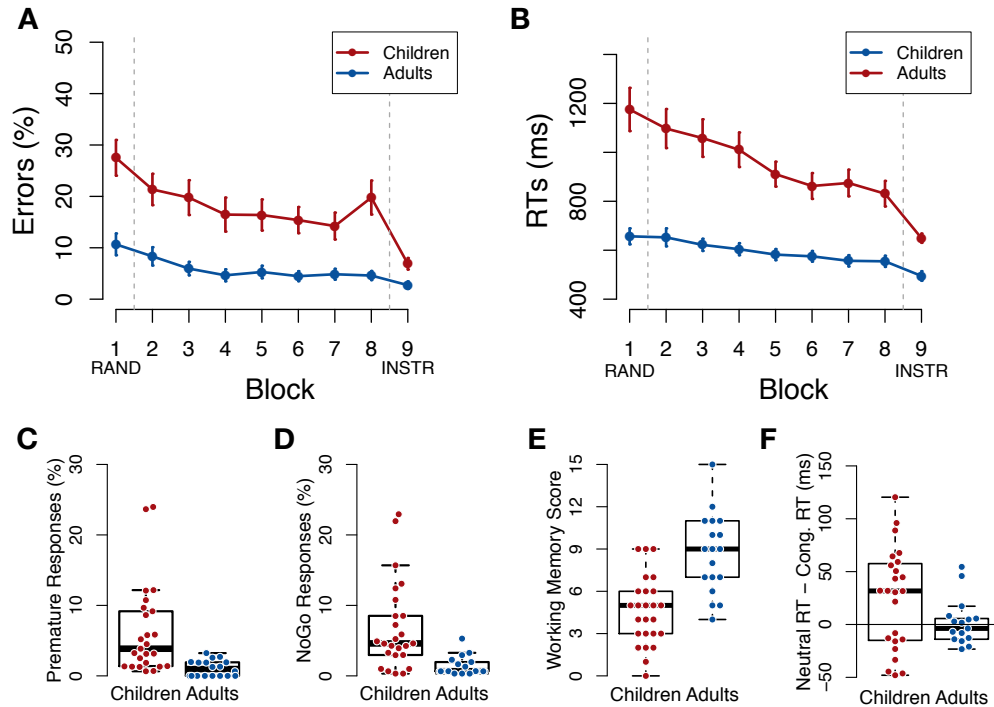 A
B
Errors (%)
50
40
30
20
10
0
Children
Adults
1 2 3 4 5 6 7 8 9
RAND INSTR
Block
RTs (ms)
1200
800
400
Children
Adults
1 2 3 4 5 6 7 8 9
RAND INSTR
Block
C
Premature Responses (%)
30
20
10
0
Children Adults
D
NoGo Responses (%)
30
20
10
0
Children Adults
E
Working Memory Score
15
12
9
6
3
0
Children Adults
F
Neutral RT − Cong. RT (ms)
150
100
50
0
−50
Children Adults